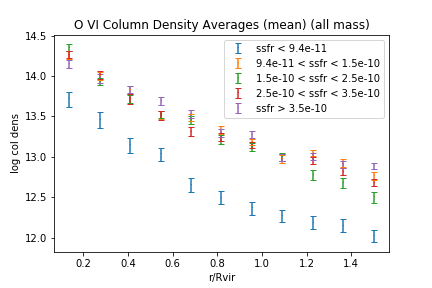 O VI Column Density Averages (mean) (all mass)
14.5
14.0
13.5
13.0
12.5
12.0
log col dens
ssfr < 9.4e-11
9.4e-11 < ssfr < 1.5e-10
1.5e-10 < ssfr < 2.5e-10
2.5e-10 < ssfr < 3.5e-10
ssfr > 3.5e-10
0.2 0.4 0.6 0.8 1.0 1.2 1.4
r/Rvir